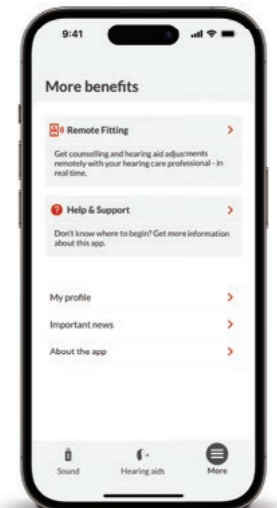 9:41
More benefits
Remote Fitting
Get counselling and hearing aid adjustments
remotely with your hearing care professional - in
real time.
Help & Support
Don't know where to begin? Get more information
about this app.
My profile
Important news
About the app
Sound
Hearing aids
More